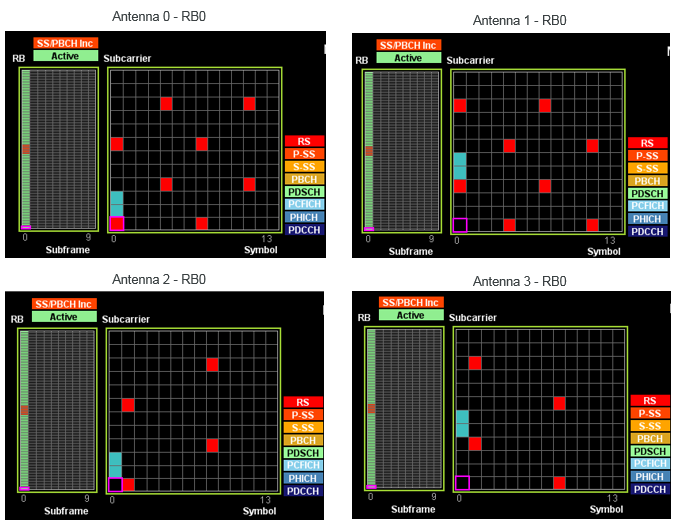 Antenna 0 - RB0
SS/PBCH Inc
Active
RB
Subcarrier
RS
P-SS
S-SS
PBCH
PDSCH
PCFICH
PHICH
PDCCH
0
9
0
13
Subframe
Symbol
Antenna 1 - RB0
SS/PBCH Inc
Active
RB
Subcarrier
RS
P-SS
S-SS
PBCH
PDSCH
PCFICH
PHICH
PDCCH
0
9
0
13
Subframe
Symbol
Antenna 2 - RB0
SS/PBCH Inc
Active
RB
Subcarrier
RS
P-SS
S-SS
PBCH
PDSCH
PCFICH
PHICH
PDCCH
0
9
0
13
Subframe
Symbol
Antenna 3 - RB0
SS/PBCH Inc
Active
RB
Subcarrier
RS
P-SS
S-SS
PBCH
PDSCH
PCFICH
PHICH
PDCCH
0
9
0
13
Subframe
Symbol